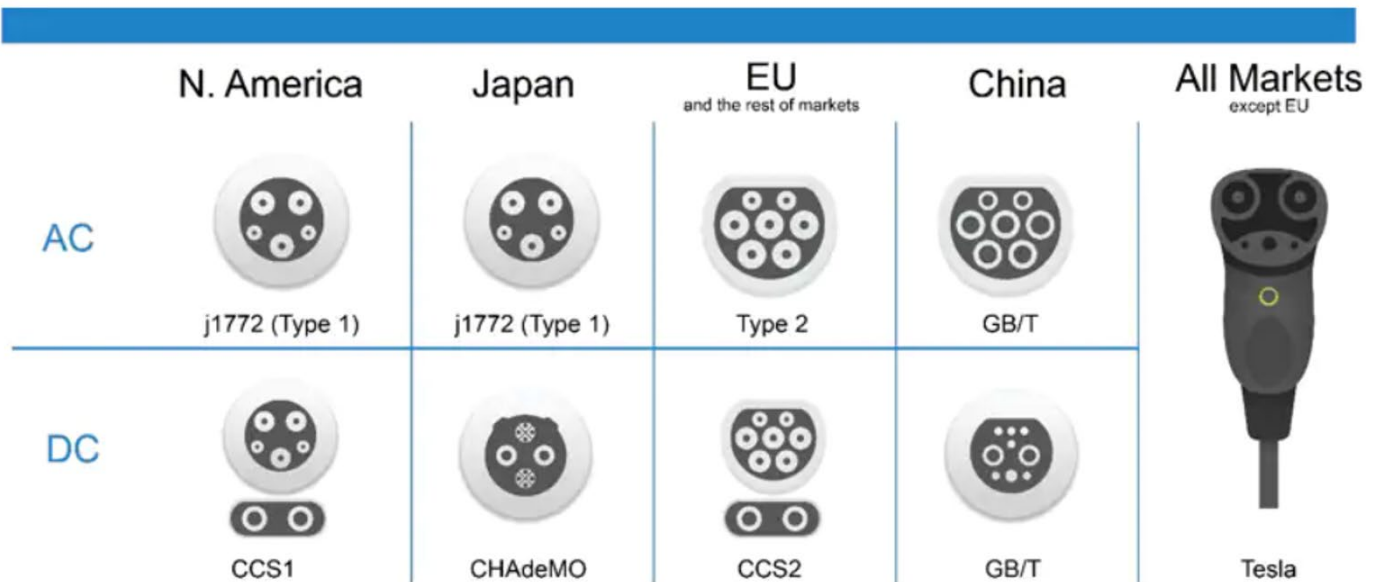 N. America
Japan
EU
and the rest of markets
China
All Markets
except EU
AC
j1772 (Type 1)
j1772 (Type 1)
Type 2
GB/T
DC
CCS1
CHAdeMO
CCS2
GB/T
Tesla